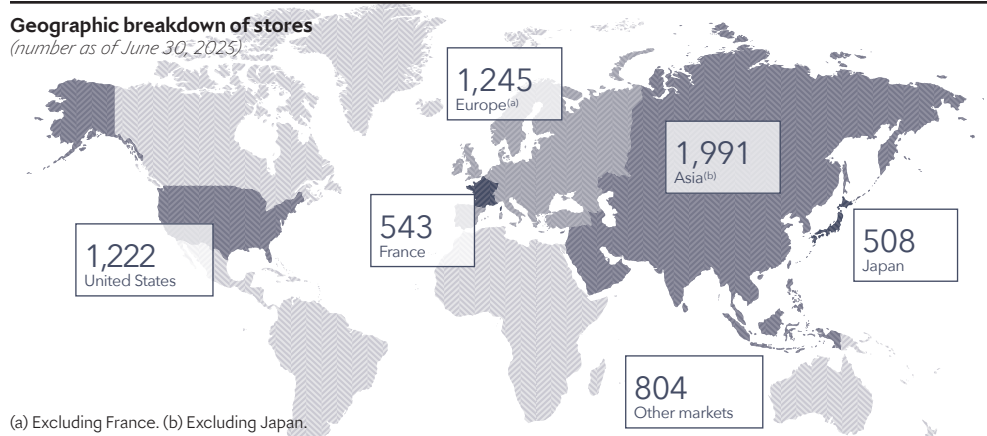 Geographic breakdown of stores
(number as of June 30, 2025)
1,245
Europe(a)
1,991
Asia(b)
543
France
508
Japan
1,222
United States
804
Other markets
(a) Excluding France. (b) Excluding Japan.